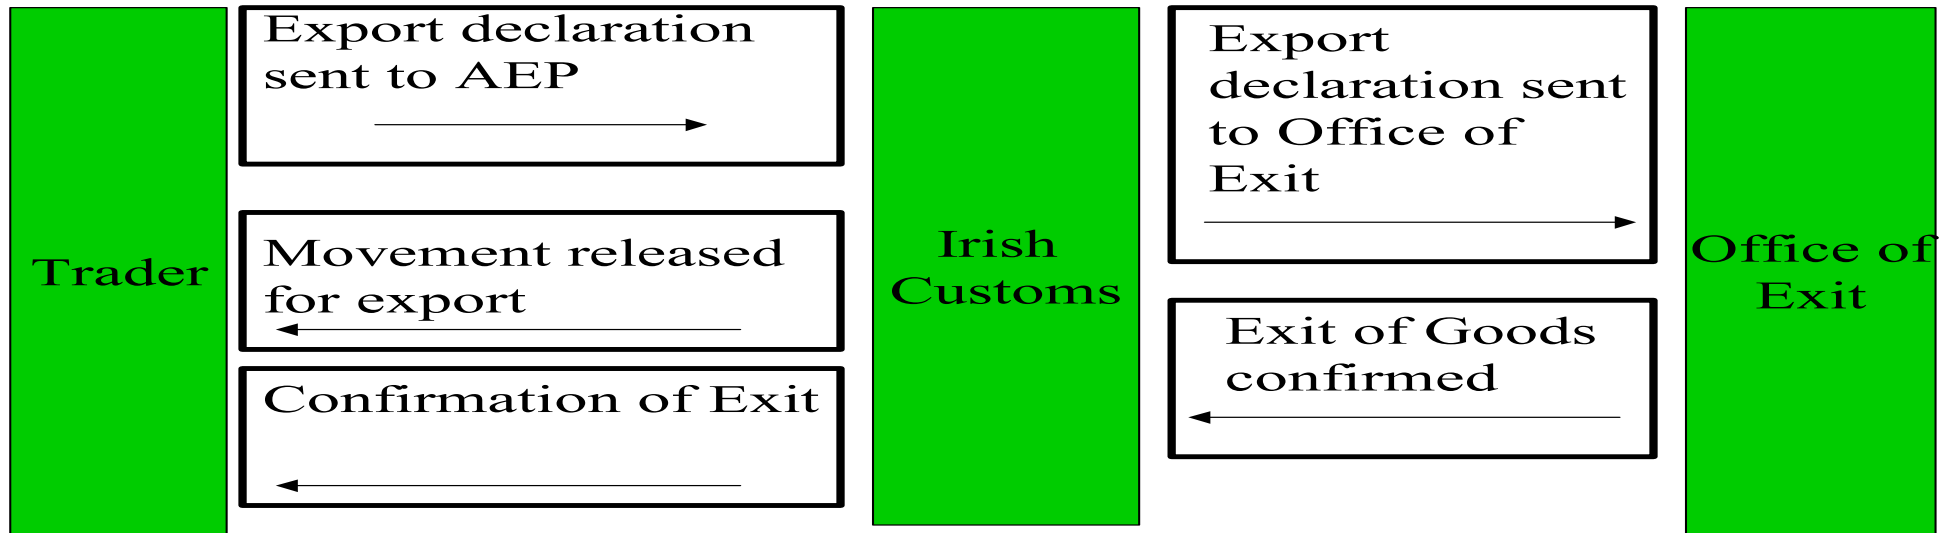 Trader
Export declaration
sent to AEP
Movement released
for export
Confirmation of Exit
Irish
Customs
Export
declaration sent
to Office of
Exit
Exit of Goods
confirmed
Office of
Exit